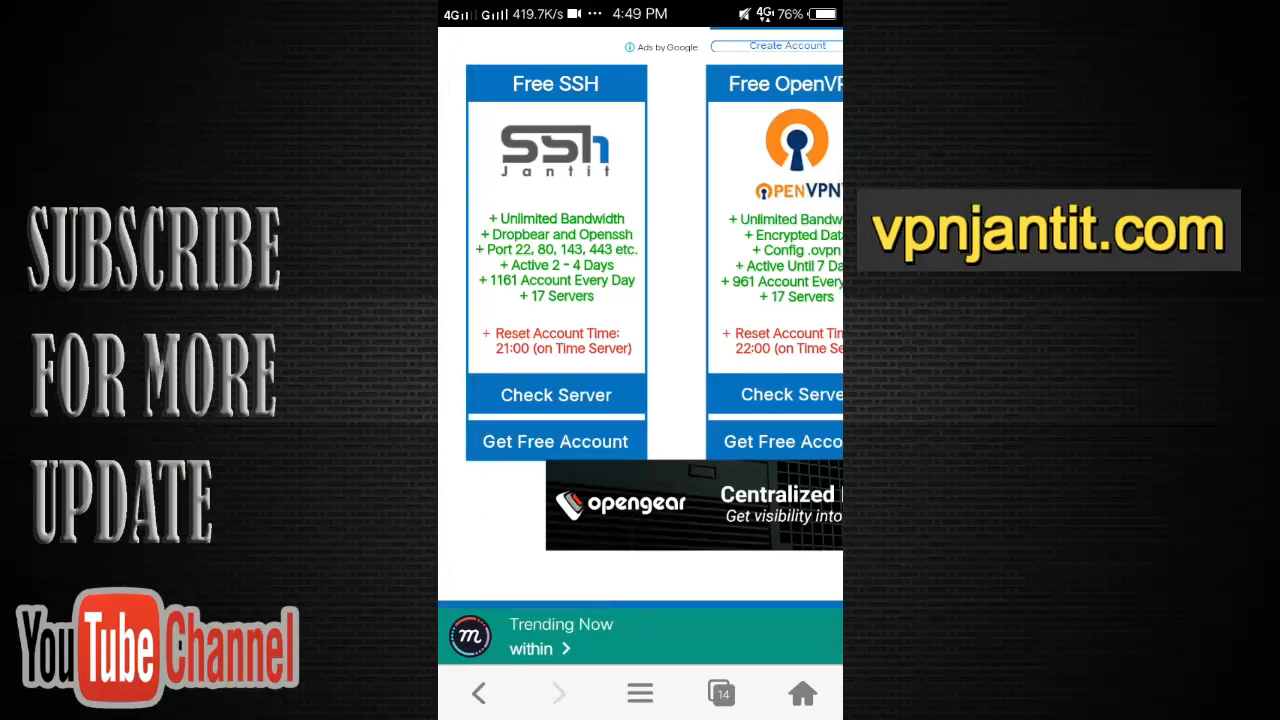 4G G 419.7K/s ... 4:49 PM 4G 76%
Ads by Google
Create Account
Free SSH
SSh
Jantit
+ Unlimited Bandwidth
+ Dropbear and Openssh
+ Port 22, 80, 143, 443 etc.
+ Active 2 - 4 Days
+ 1161 Account Every Day
+ 17 Servers
+ Reset Account Time:
21:00 (on Time Server)
Check Server
Get Free Account
Free OpenVP
OPENVPN
+ Unlimited Bandw
+ Encrypted Dat
+ Config .ovpn
+ Active Until 7 Da
+ 961 Account Every
+ 17 Servers
+ Reset Account Tim
22:00 (on Time Se
Check Serve
Get Free Acco
opengear
Centralized
Get visibility into
Trending Now
within >
m
14
SUBSCRIBE
FOR MORE
UPDATE
YouTube Channel
vpnjantit.com